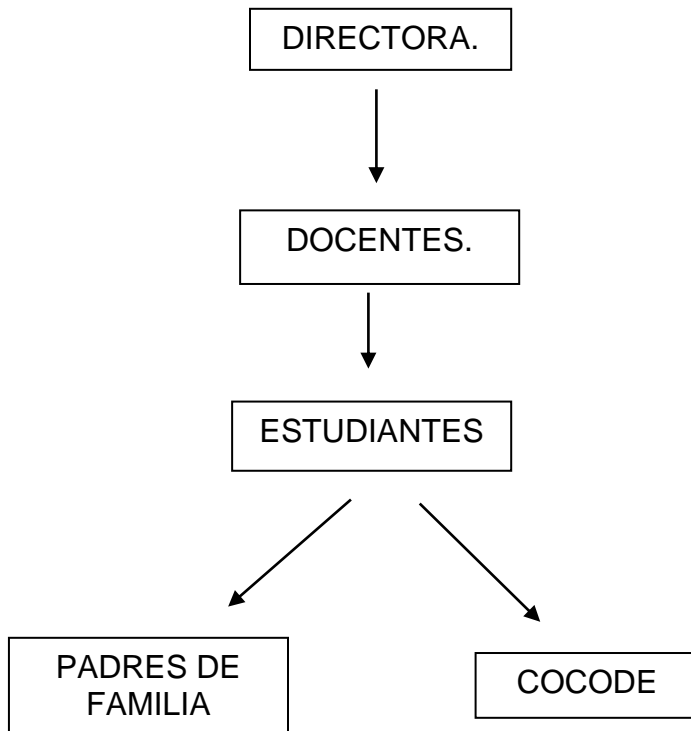 DIRECTORA.
DOCENTES.
ESTUDIANTES
PADRES DE
FAMILIA
COCODE